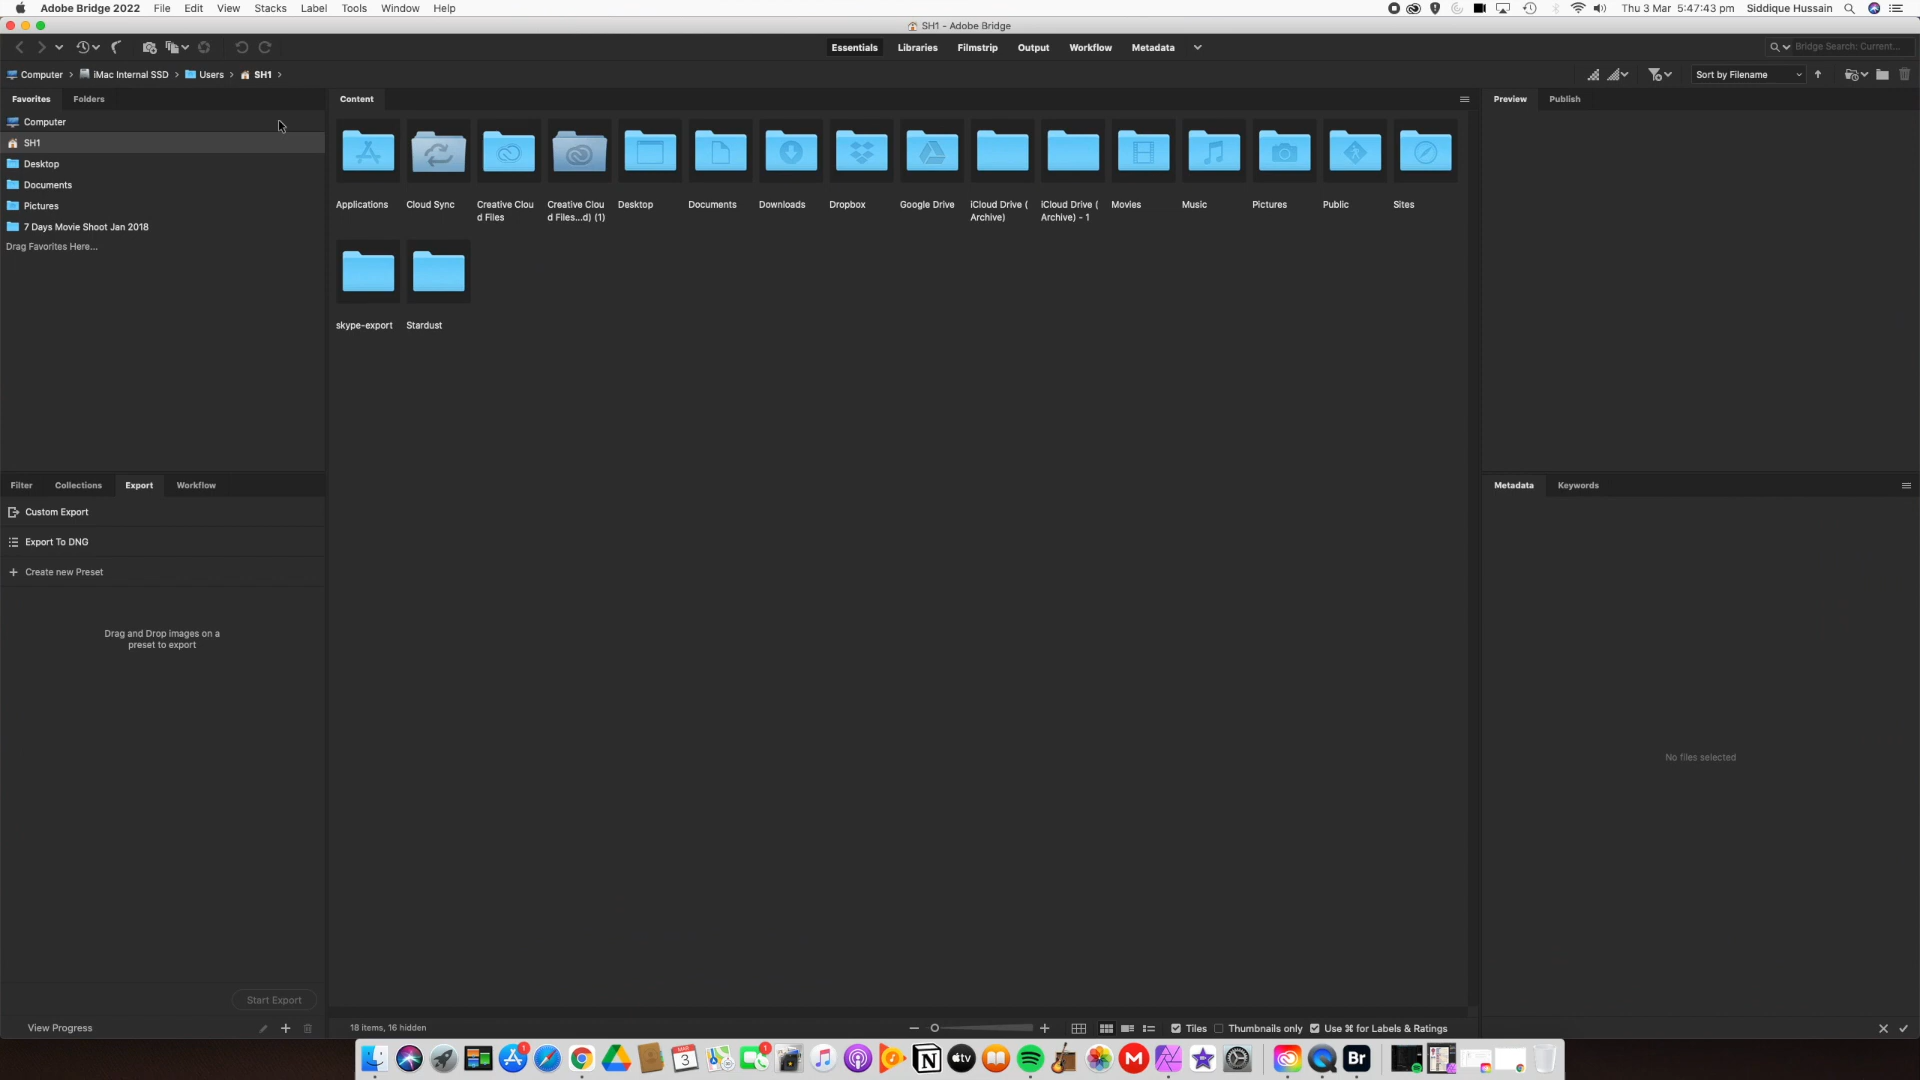 Adobe Bridge 2022 File Edit View Stacks Label Tools Window Help
Thu 3 Mar 5:47:43 pm Siddique Hussain
SH1 - Adobe Bridge
Essentials Libraries Filmstrip Output Workflow Metadata
Bridge Search: Current...
Computer > iMac Internal SSD > Users > SH1 >
Sort by Filename
Favorites Folders
Computer
SH1
Desktop
Documents
Pictures
7 Days Movie Shoot Jan 2018
Drag Favorites Here...
Content
Applications
Cloud Sync
Creative Clou
d Files
Creative Clou
d Files...d) (1)
Desktop
Documents
Downloads
Dropbox
Google Drive
iCloud Drive (
Archive)
iCloud Drive (
Archive) - 1
Movies
Music
Pictures
Public
Sites
skype-export
Stardust
Preview Publish
Filter Collections Export Workflow
Custom Export
Export To DNG
+ Create new Preset
Drag and Drop images on a
preset to export
Start Export
View Progress
Metadata Keywords
No files selected
18 items, 16 hidden
Tiles
Thumbnails only
Use ⌘ for Labels & Ratings
1
MAR
3
1
tv
Br